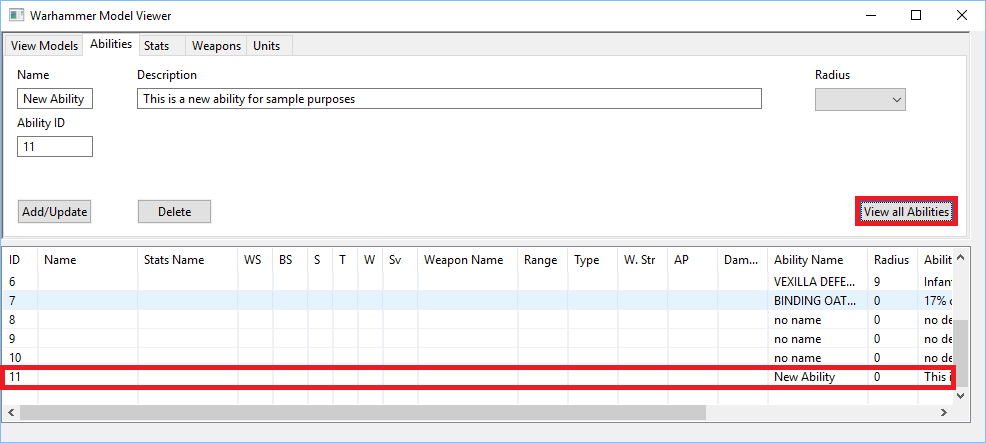 Warhammer Model Viewer
View Models Abilities Stats Weapons Units
Name Description Radius
New Ability This is a new ability for sample purposes
Ability ID
11
Add/Update Delete View all Abilities
ID Name Stats Name WS BS S T W Sv Weapon Name Range Type W. Str AP Dam... Ability Name Radius Abilit
6 VEXILLA DEFE... 9 Infan
7 BINDING OAT... 0 17% c
8 no name 0 no de
9 no name 0 no de
10 no name 0 no de
11 New Ability 0 This i